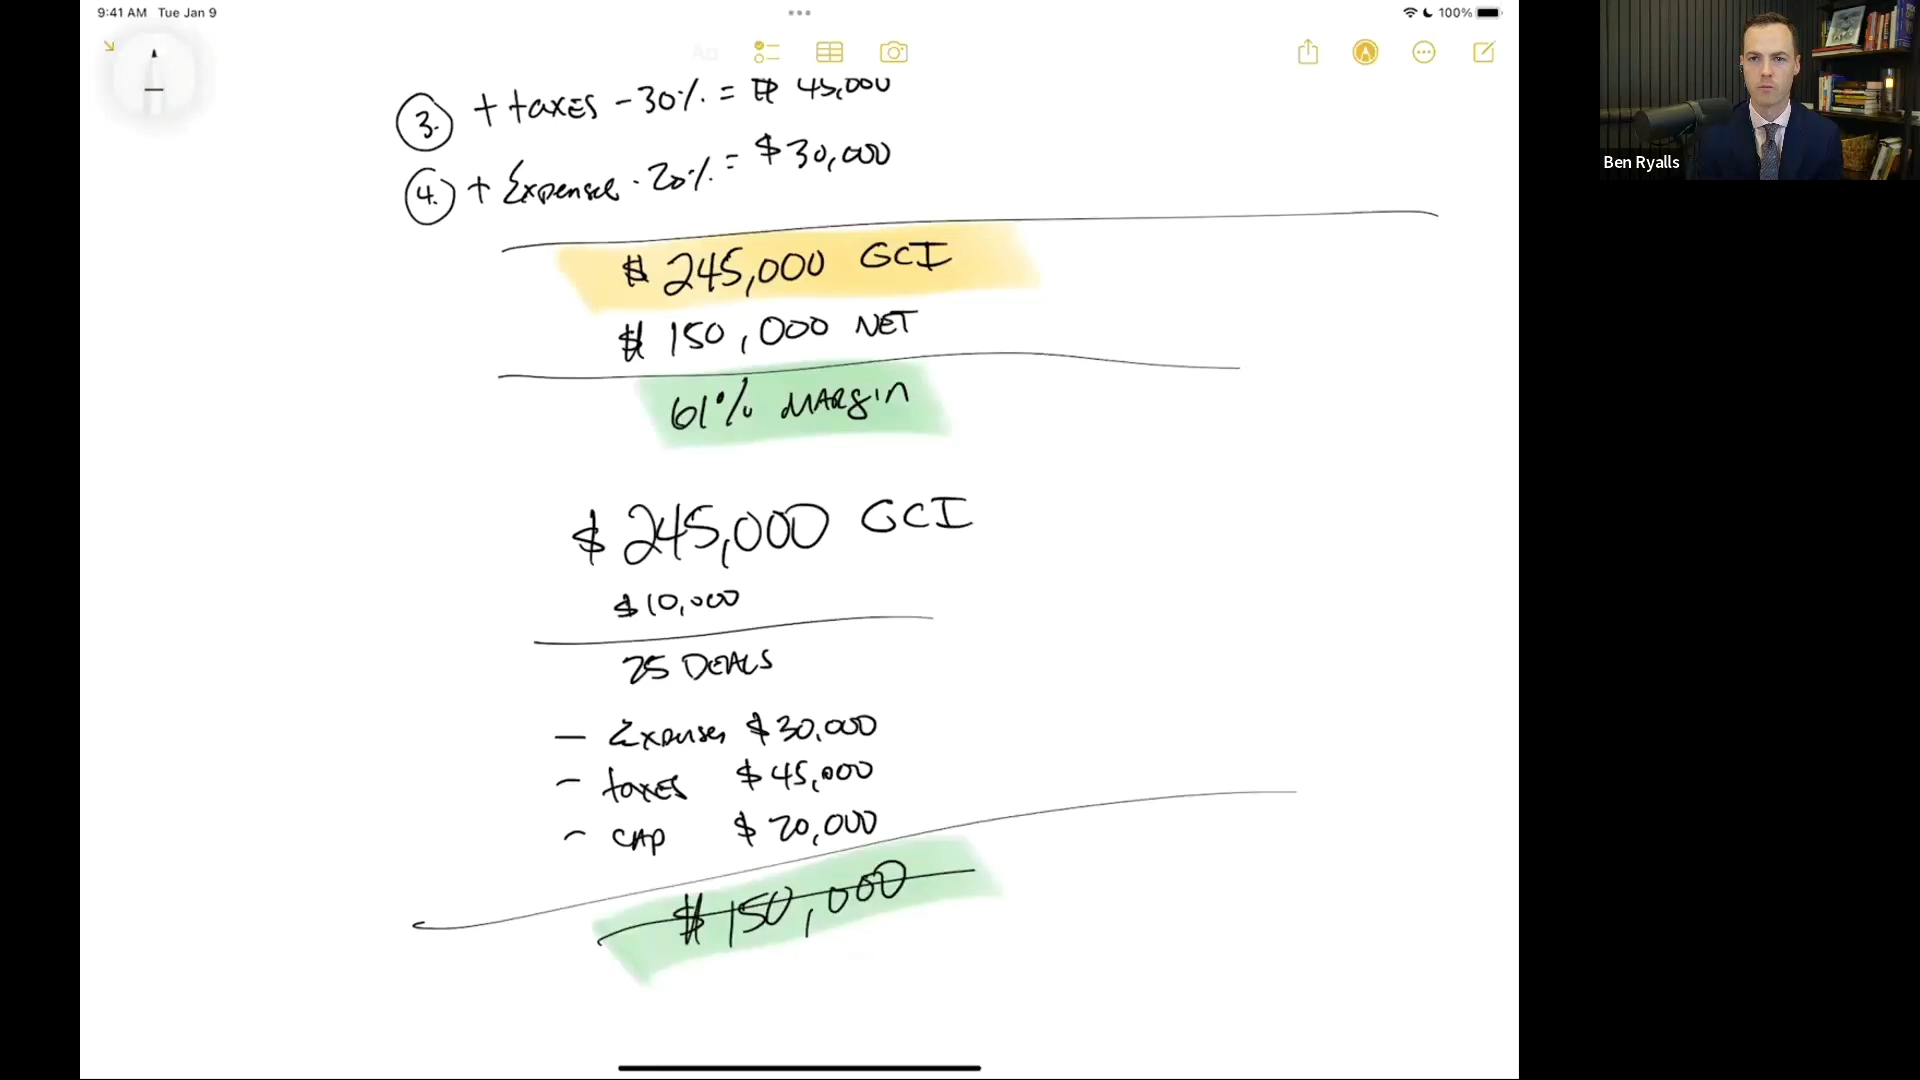 9:41 AM Tue Jan 9
100%
Aa
3. + taxes - 30% = $ 45,000
4. + Expenses - 20% = $30,000
$ 245,000 GCI
$ 150,000 NET
61% MARGIN
$ 245,000 GCI
$10,000
25 DEALS
- Expenses $30,000
- taxes $45,000
- CAP $20,000
$150,000
Ben Ryalls